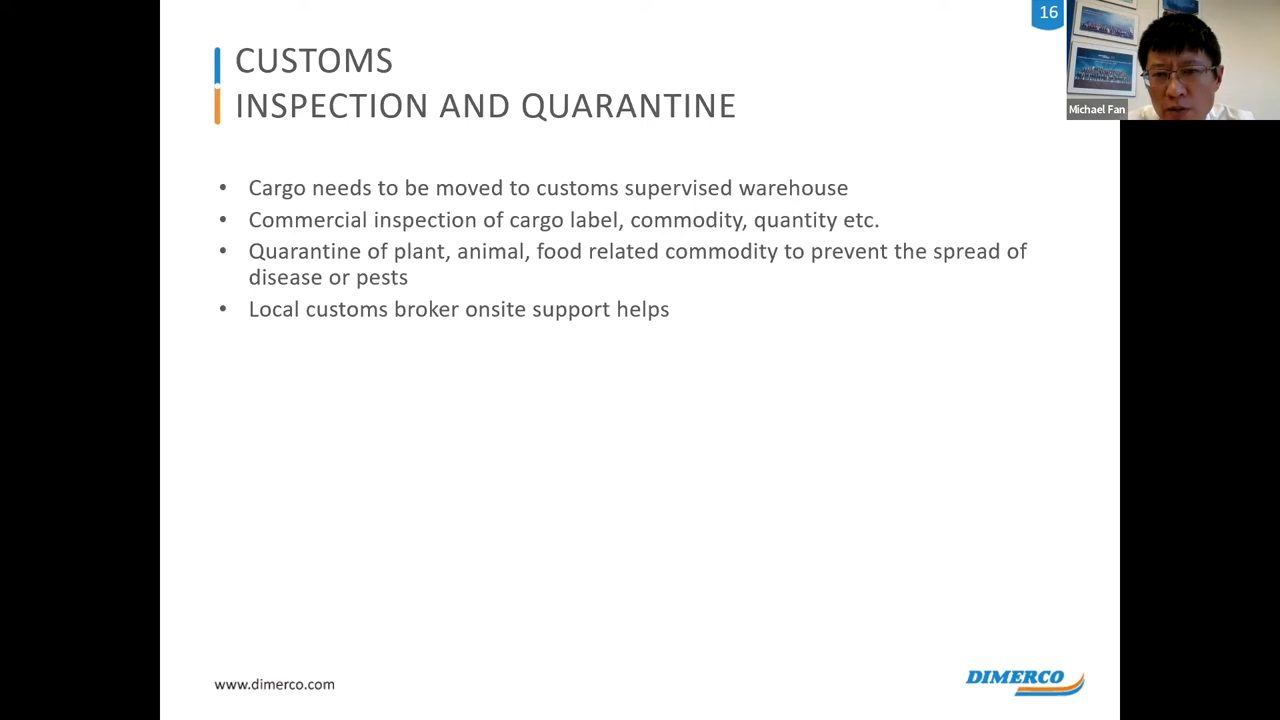 16
CUSTOMS
INSPECTION AND QUARANTINE
Michael Fan
• Cargo needs to be moved to customs supervised warehouse
• Commercial inspection of cargo label, commodity, quantity etc.
• Quarantine of plant, animal, food related commodity to prevent the spread of
disease or pests
• Local customs broker onsite support helps
www.dimerco.com
DIMERCO